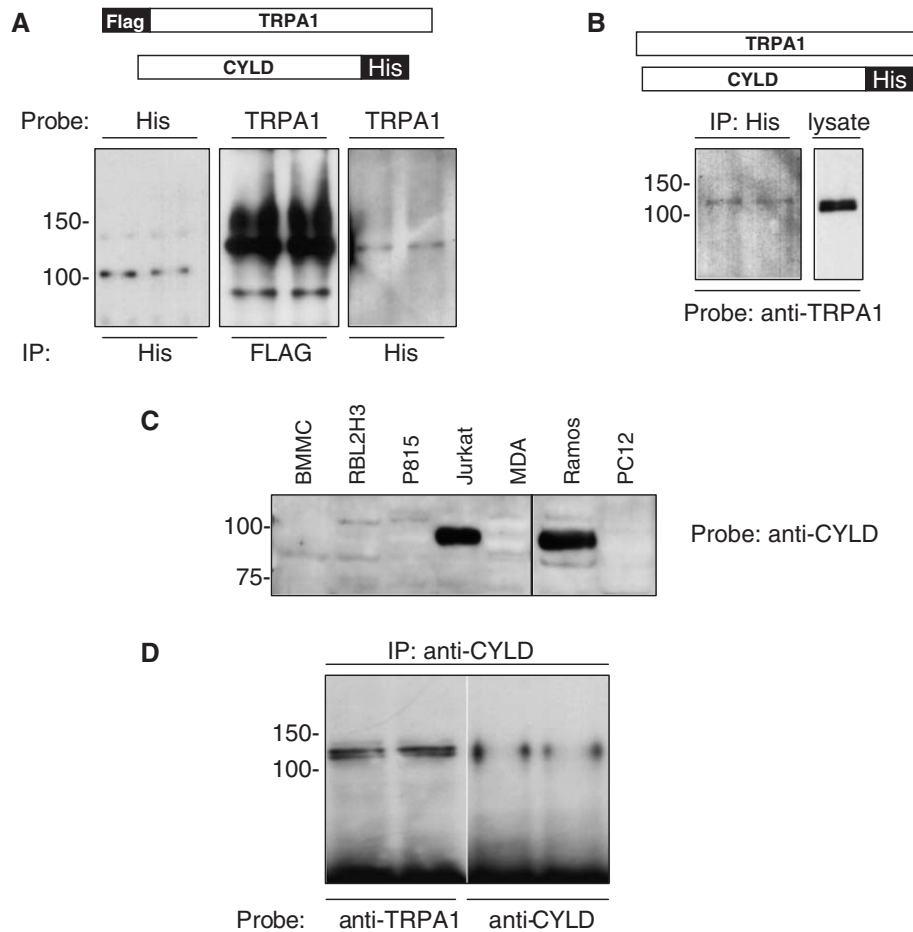 A
Flag TRPA1
CYLD His
Probe: His TRPA1 TRPA1
150-
100-
IP: His FLAG His
B
TRPA1
CYLD His
IP: His lysate
150-
100-
Probe: anti-TRPA1
C
BMMC RBL2H3 P815 Jurkat MDA Ramos PC12
100-
75-
Probe: anti-CYLD
D
IP: anti-CYLD
150-
100-
Probe: anti-TRPA1 anti-CYLD